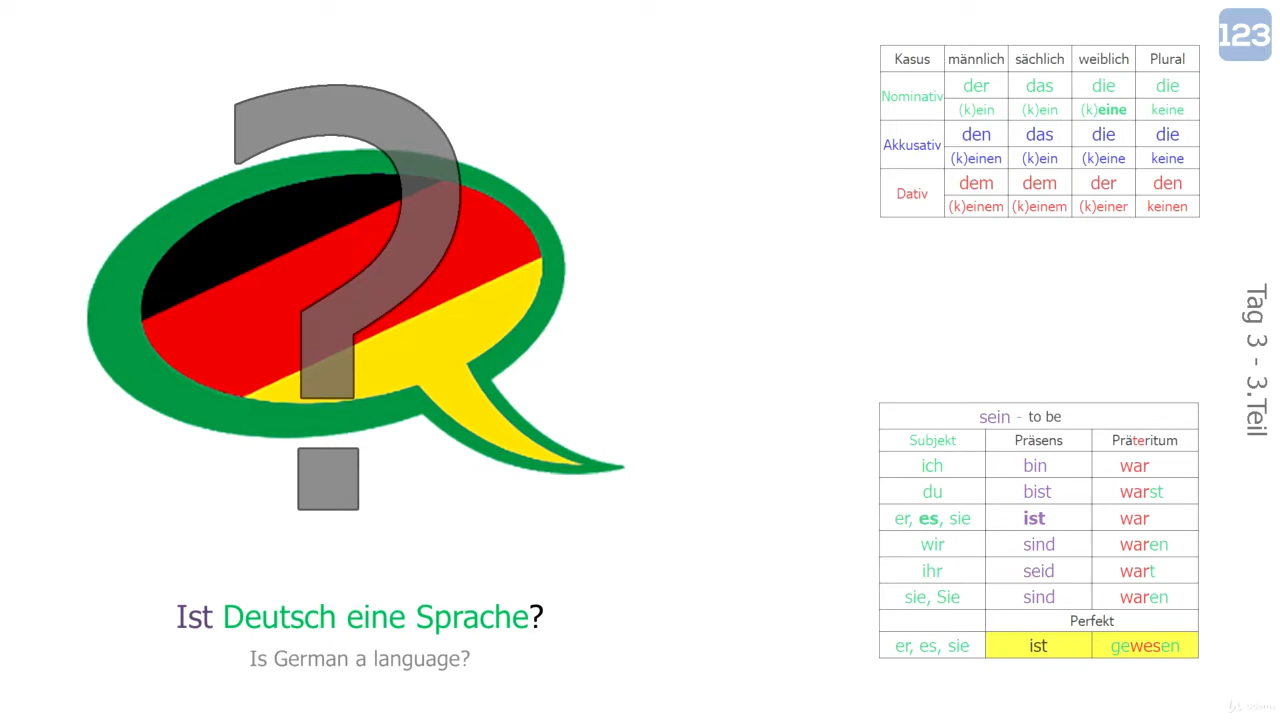 123
Kasus männlich sächlich weiblich Plural
Nominativ
der das die die
(k)ein (k)ein (k)eine keine
Akkusativ
den das die die
(k)einen (k)ein (k)eine keine
Dativ
dem dem der den
(k)einem (k)einem (k)einer keinen
Tag 3 - 3.Teil
sein - to be
Subjekt Präsens Präteritum
ich bin war
du bist warst
er, es, sie ist war
wir sind waren
ihr seid wart
sie, Sie sind waren
Perfekt
er, es, sie ist gewesen
Ist Deutsch eine Sprache?
Is German a language?